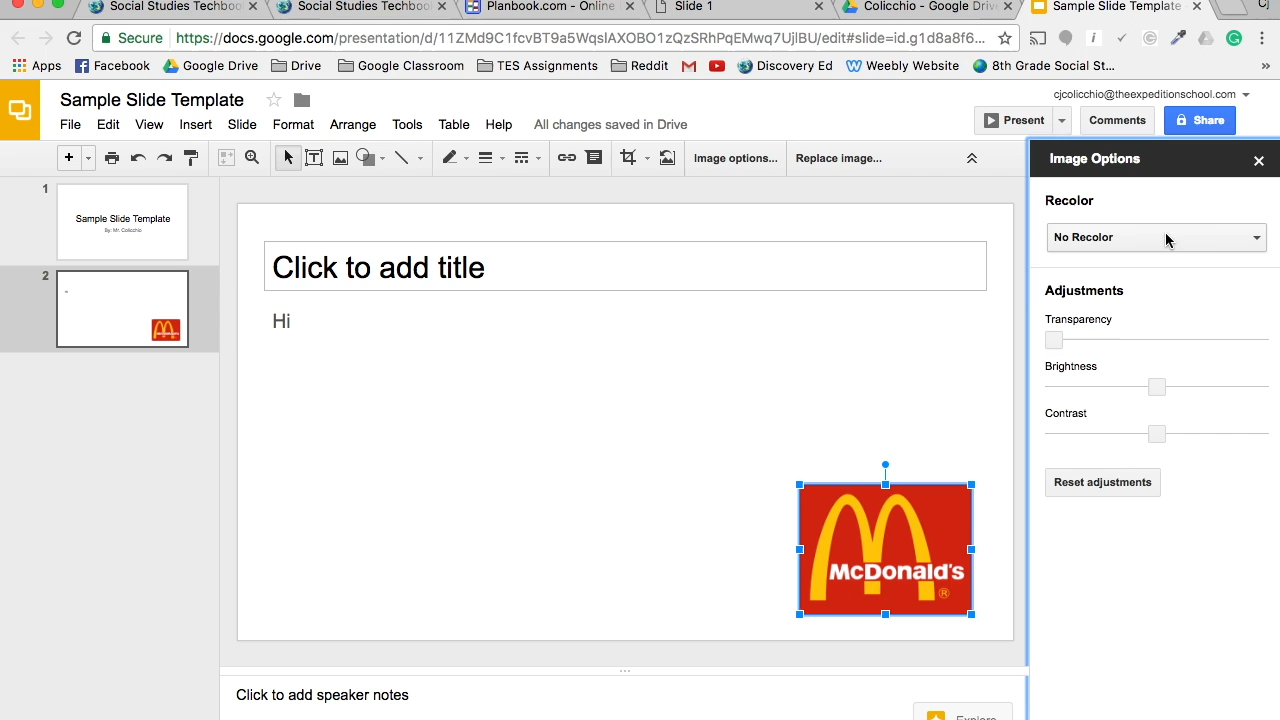 Social Studies Techboo
Social Studies Techboo
Planbook.com - Online
Slide 1
Colicchio - Google Driv
Sample Slide Template
Secure
https://docs.google.com/presentation/d/11ZMd9C1fcvBT9a5WqsIAXOBO1zQzSRhPqEMwq7UjlBU/edit#slide=id.g1d8a8f6...
Apps
Facebook
Google Drive
Drive
Google Classroom
TES Assignments
Reddit
Discovery Ed
Weebly Website
8th Grade Social St...
»
Sample Slide Template
cjcolicchio@theexpeditionschool.com
File Edit View Insert Slide Format Arrange Tools Table Help
All changes saved in Drive
Present
Comments
Share
Image options...
Replace image...
Image Options
Recolor
No Recolor
Adjustments
Transparency
Brightness
Contrast
Reset adjustments
1
Sample Slide Template
By: Mr. Colicchio
2
Click to add title
Hi
McDonald's
®
Click to add speaker notes
Explore